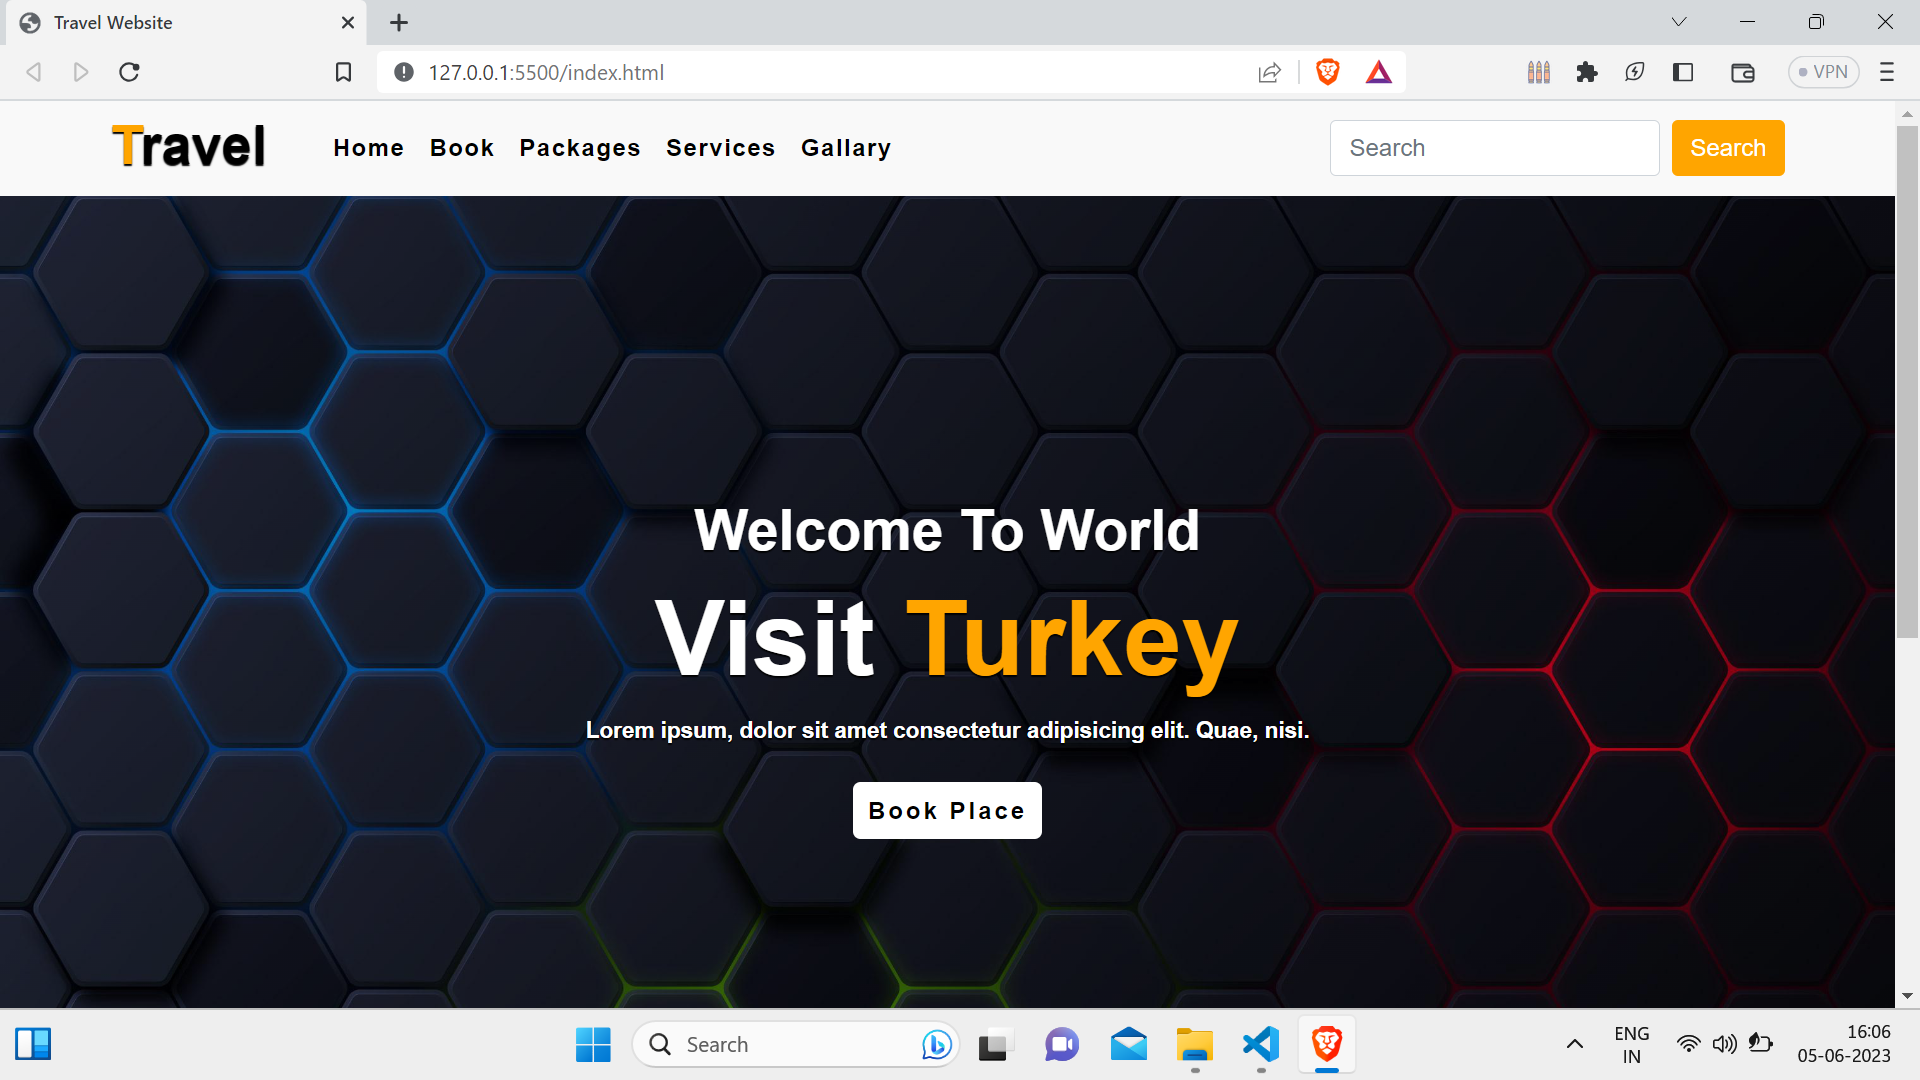 Travel Website
127.0.0.1:5500/index.html
VPN
Travel
Home Book Packages Services Gallary
Search
Search
Welcome To World
Visit Turkey
Lorem ipsum, dolor sit amet consectetur adipisicing elit. Quae, nisi.
Book Place
Search
ENG
IN
16:06
05-06-2023